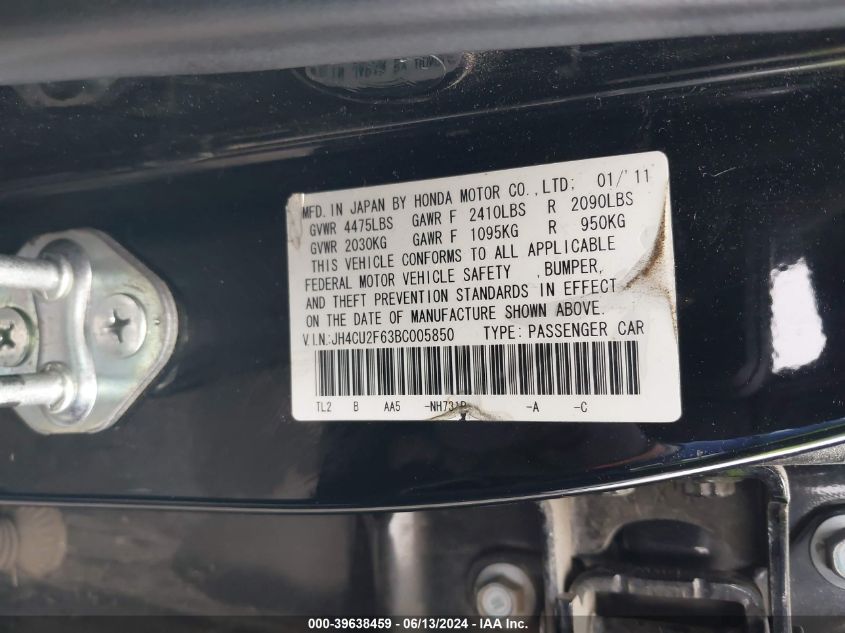 MFD. IN JAPAN BY HONDA MOTOR CO., LTD; 01/'11
GVWR 4475LBS GAWR F 2410LBS R 2090LBS
GVWR 2030KG GAWR F 1095KG R 950KG
THIS VEHICLE CONFORMS TO ALL APPLICABLE
FEDERAL MOTOR VEHICLE SAFETY ,BUMPER,
AND THEFT PREVENTION STANDARDS IN EFFECT
ON THE DATE OF MANUFACTURE SHOWN ABOVE.
V.I.N:JH4CU2F63BC005850 TYPE: PASSENGER CAR
TL2 B AA5 -NH731P -A -C
000-39638459 - 06/13/2024 - IAA Inc.